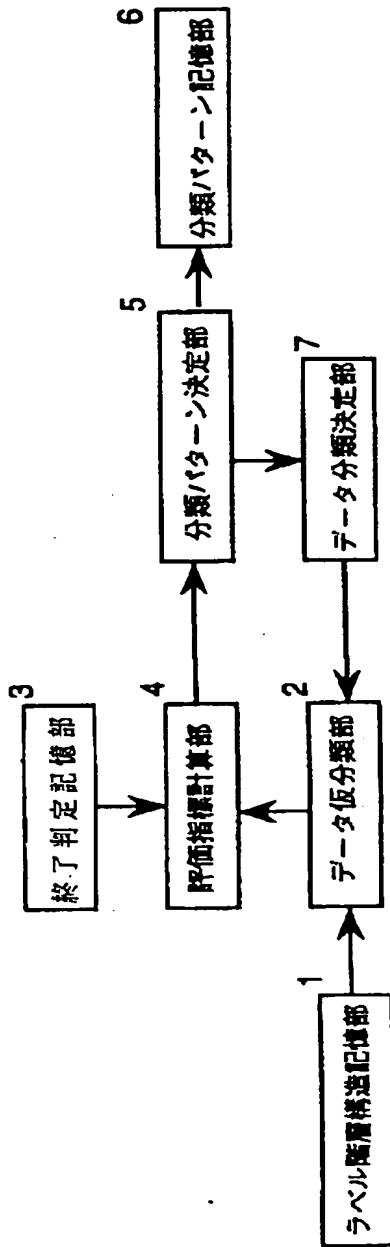 1
ラベル階層構造記憶部
2
データ仮分類部
3
終了判定記憶部
4
評価指標計算部
5
分類パターン決定部
6
分類パターン記憶部
7
データ分類決定部